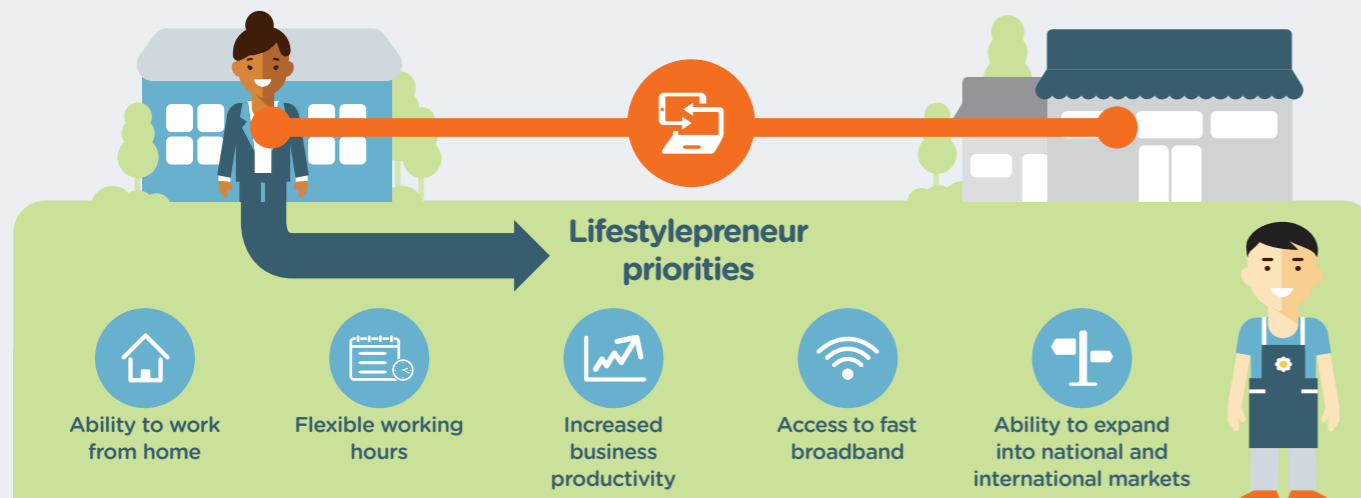 Lifestylepreneur
priorities
Ability to work
from home
Flexible working
hours
Increased
business
productivity
Access to fast
broadband
Ability to expand
into national and
international markets